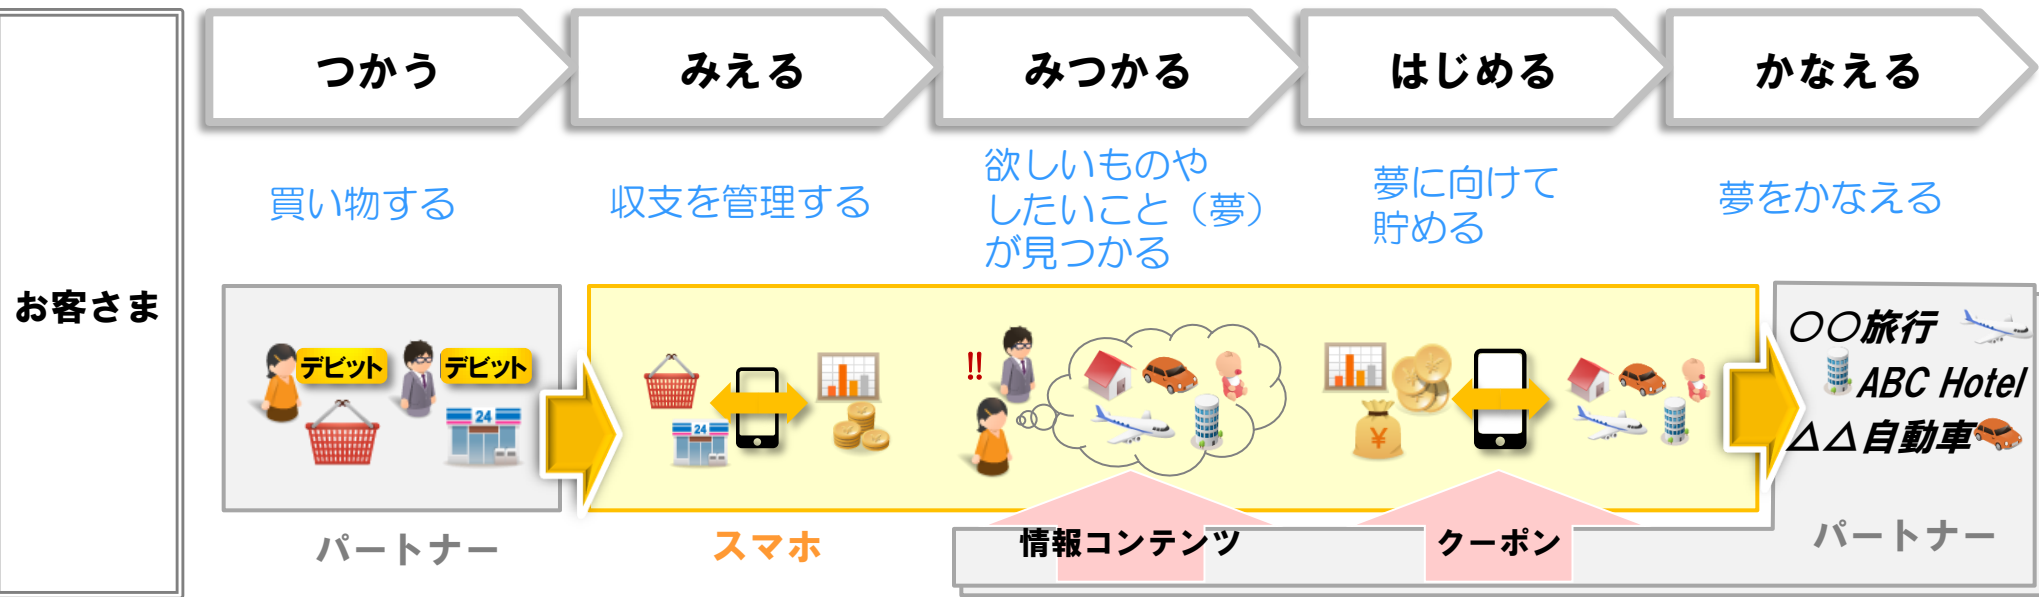 お客さま
つかう
みえる
みつかる
はじめる
かなえる
買い物する
収支を管理する
欲しいものや
したいこと（夢）
が見つかる
夢に向けて
貯める
夢をかなえる
デビット
デビット
24
24
!!
¥
〇〇旅行
ABC Hotel
△△自動車
パートナー
スマホ
情報コンテンツ
クーポン
パートナー